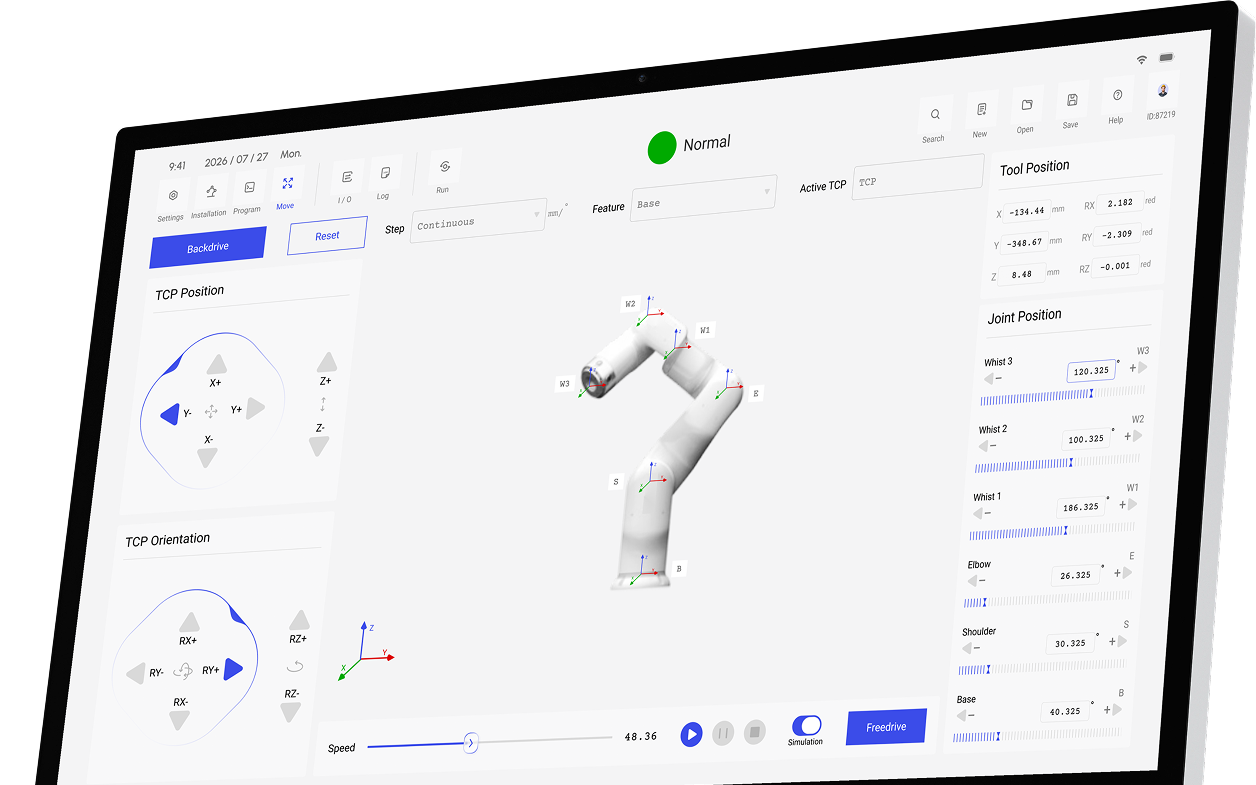 9:41 2026 / 07 / 27 Mon.
Normal
Settings Installation Program Move I / O Log Run
Search New Open Save Help ID:87219
Backdrive Reset
Step Continuous mm/°
Feature Base
Active TCP TCP
TCP Position
X+
Y- Y+
X-
Z+
Z-
TCP Orientation
RX+
RY- RY+
RX-
RZ+
RZ-
W2
W1
W3
E
S
B
Z
Y
X
Speed 48.36
Simulation
Freedrive
Tool Position
X -134.44 mm RX 2.182 red
Y -348.67 mm RY -2.309 red
Z 8.48 mm RZ -0.001 red
Joint Position
Whist 3 W3
− 120.325 ° +
Whist 2 W2
− 100.325 ° +
Whist 1 W1
− 186.325 ° +
Elbow E
− 26.325 ° +
Shoulder S
− 30.325 ° +
Base B
− 40.325 ° +